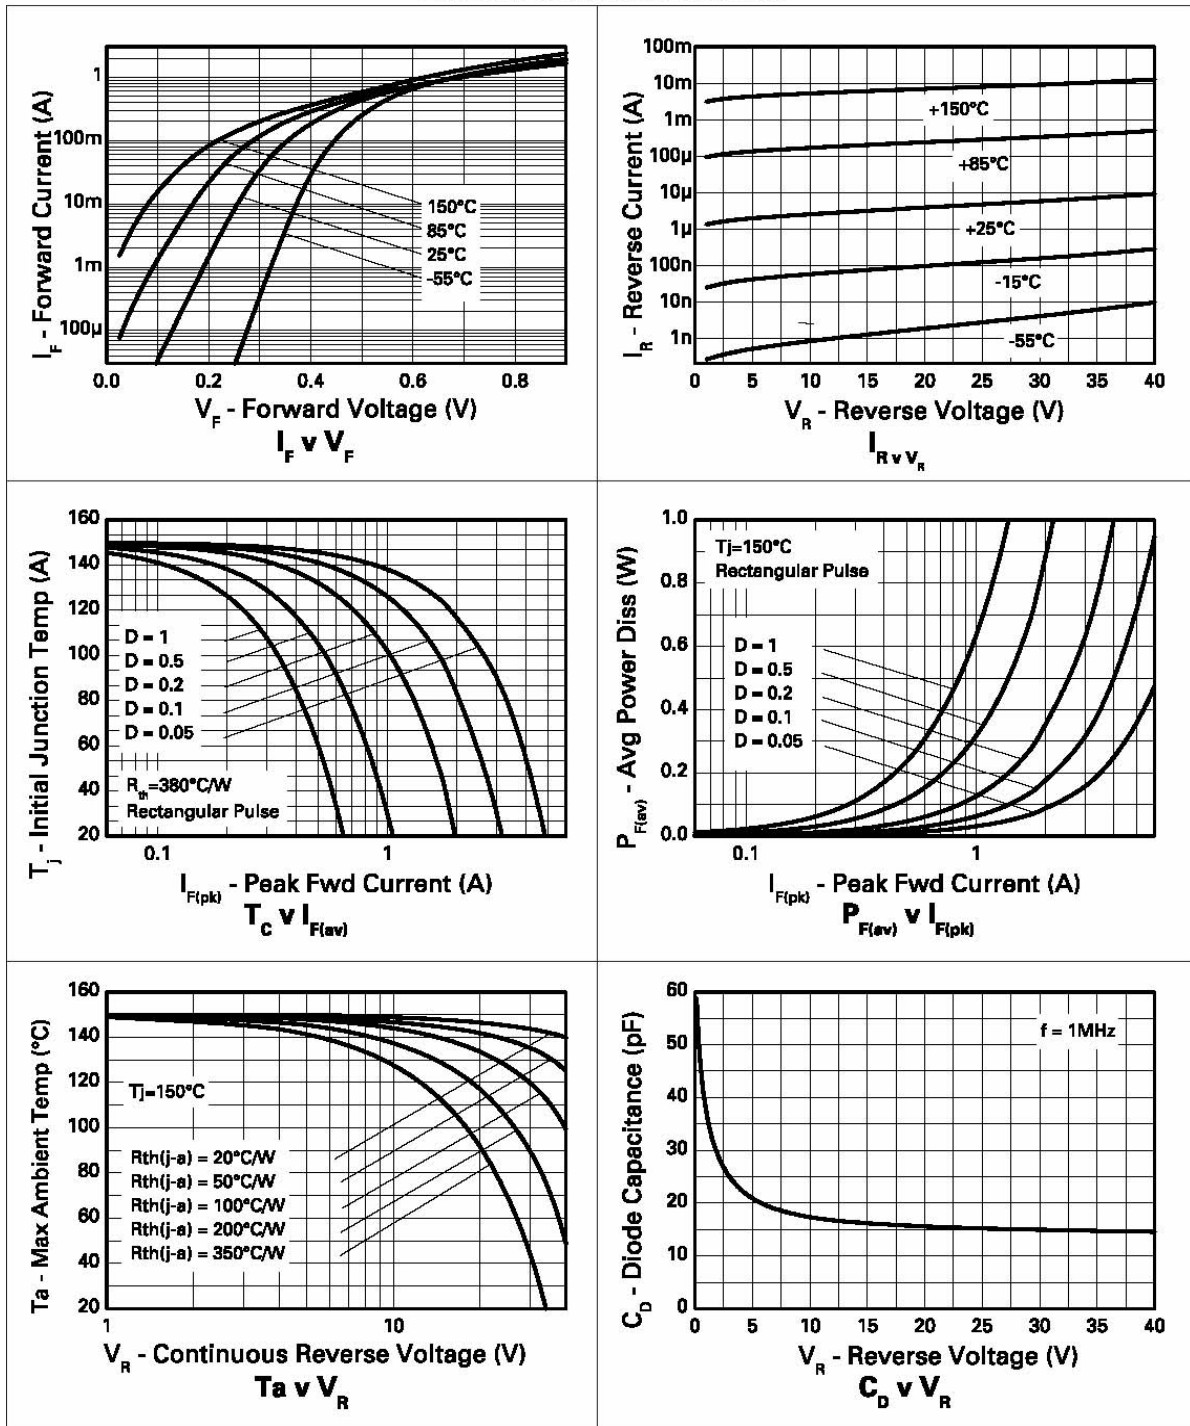 I_F - Forward Current (A)
1
100m
10m
1m
100µ
150°C
85°C
25°C
-55°C
0.0 0.2 0.4 0.6 0.8
V_F - Forward Voltage (V)
I_F v V_F
I_R - Reverse Current (A)
100m
10m
1m
100µ
10µ
1µ
100n
10n
1n
+150°C
+85°C
+25°C
-15°C
-55°C
0 5 10 15 20 25 30 35 40
V_R - Reverse Voltage (V)
I_R v V_R
T_j - Initial Junction Temp (A)
160
140
120
100
80
60
40
20
D = 1
D = 0.5
D = 0.2
D = 0.1
D = 0.05
R_th=380°C/W
Rectangular Pulse
0.1 1
I_F(pk) - Peak Fwd Current (A)
T_C v I_F(av)
P_F(av) - Avg Power Diss (W)
1.0
0.8
0.6
0.4
0.2
0.0
Tj=150°C
Rectangular Pulse
D = 1
D = 0.5
D = 0.2
D = 0.1
D = 0.05
0.1 1
I_F(pk) - Peak Fwd Current (A)
P_F(av) v I_F(pk)
Ta - Max Ambient Temp (°C)
160
140
120
100
80
60
40
20
Tj=150°C
Rth(j-a) = 20°C/W
Rth(j-a) = 50°C/W
Rth(j-a) = 100°C/W
Rth(j-a) = 200°C/W
Rth(j-a) = 350°C/W
1 10
V_R - Continuous Reverse Voltage (V)
Ta v V_R
C_D - Diode Capacitance (pF)
60
50
40
30
20
10
0
f = 1MHz
0 5 10 15 20 25 30 35 40
V_R - Reverse Voltage (V)
C_D v V_R